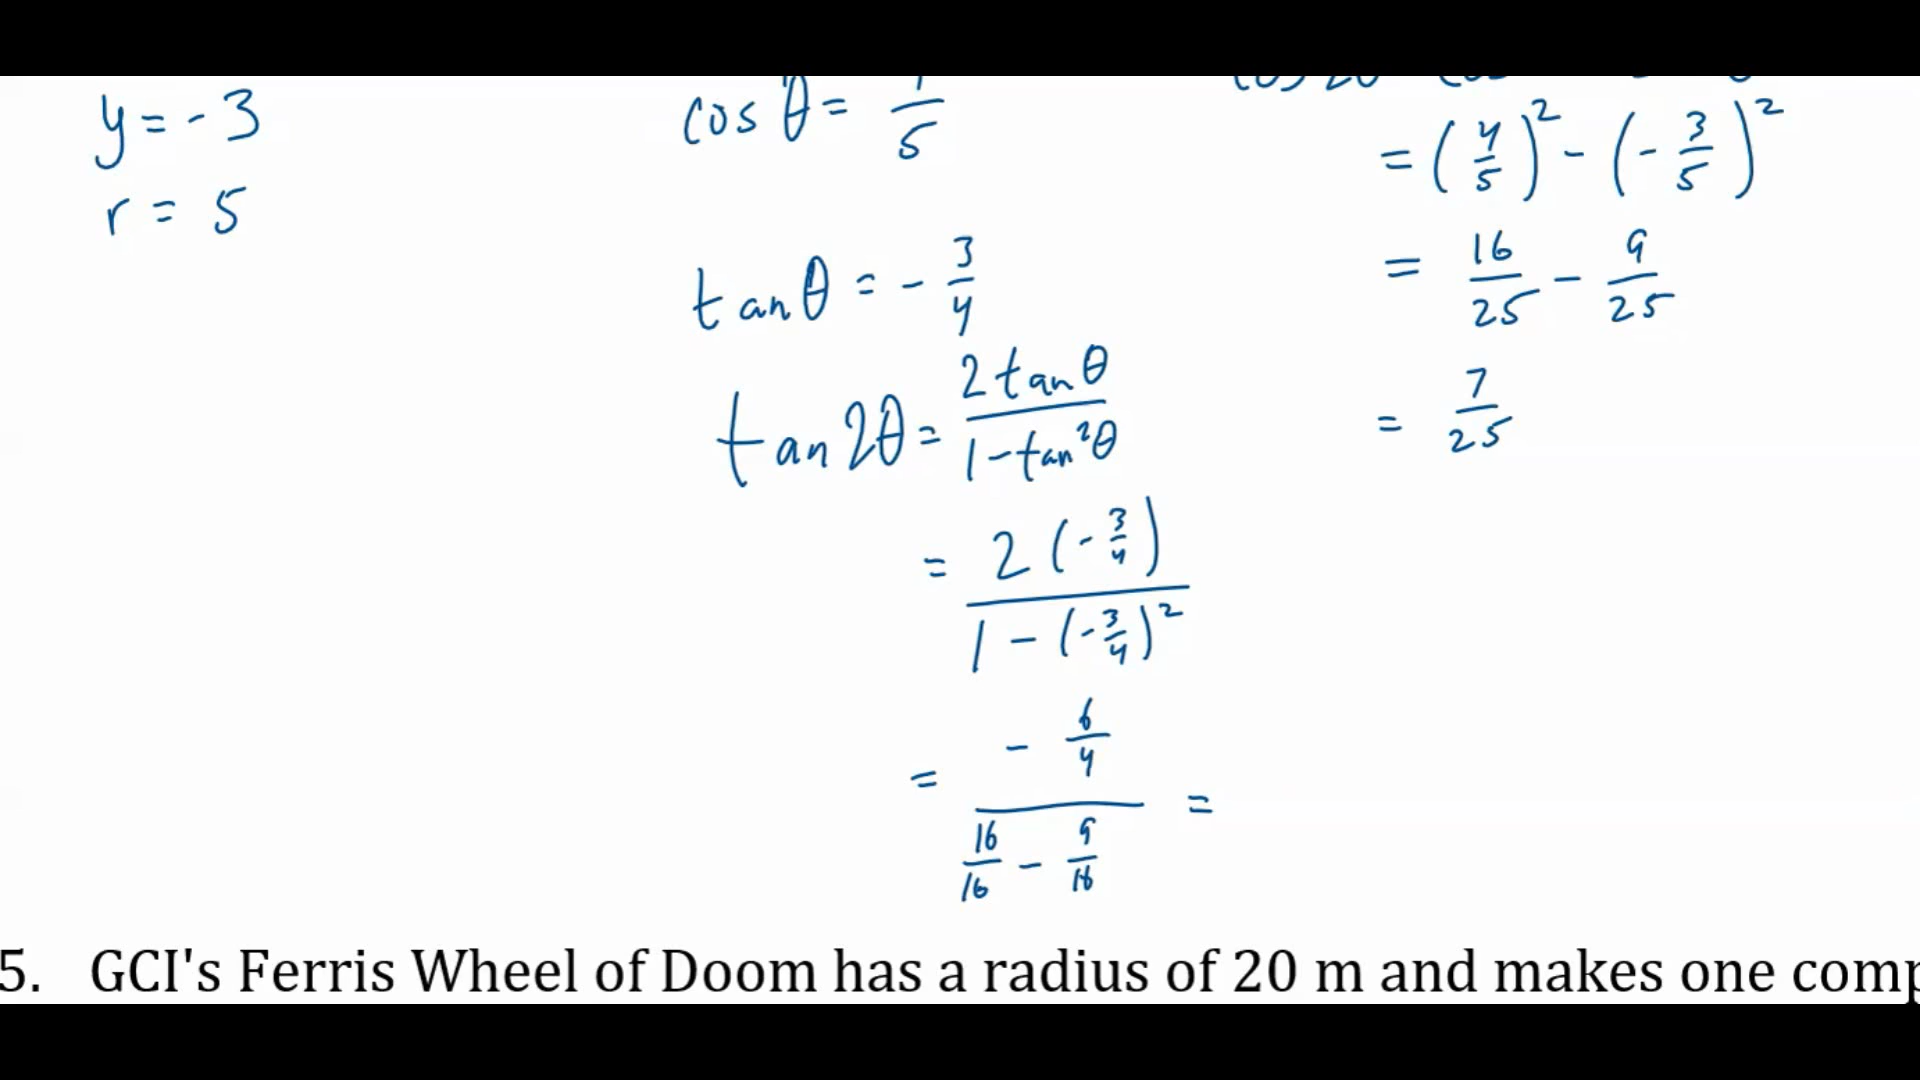 y = - 3
r = 5
cos θ = /5
tan θ = - 3/4
tan 2θ = 2 tan θ / 1 - tan²θ
= 2 (- 3/4) / 1 - (- 3/4)²
= - 6/4 / 16/16 - 9/16 =
= (4/5)² - (- 3/5)²
= 16/25 - 9/25
= 7/25
5. GCI's Ferris Wheel of Doom has a radius of 20 m and makes one comp